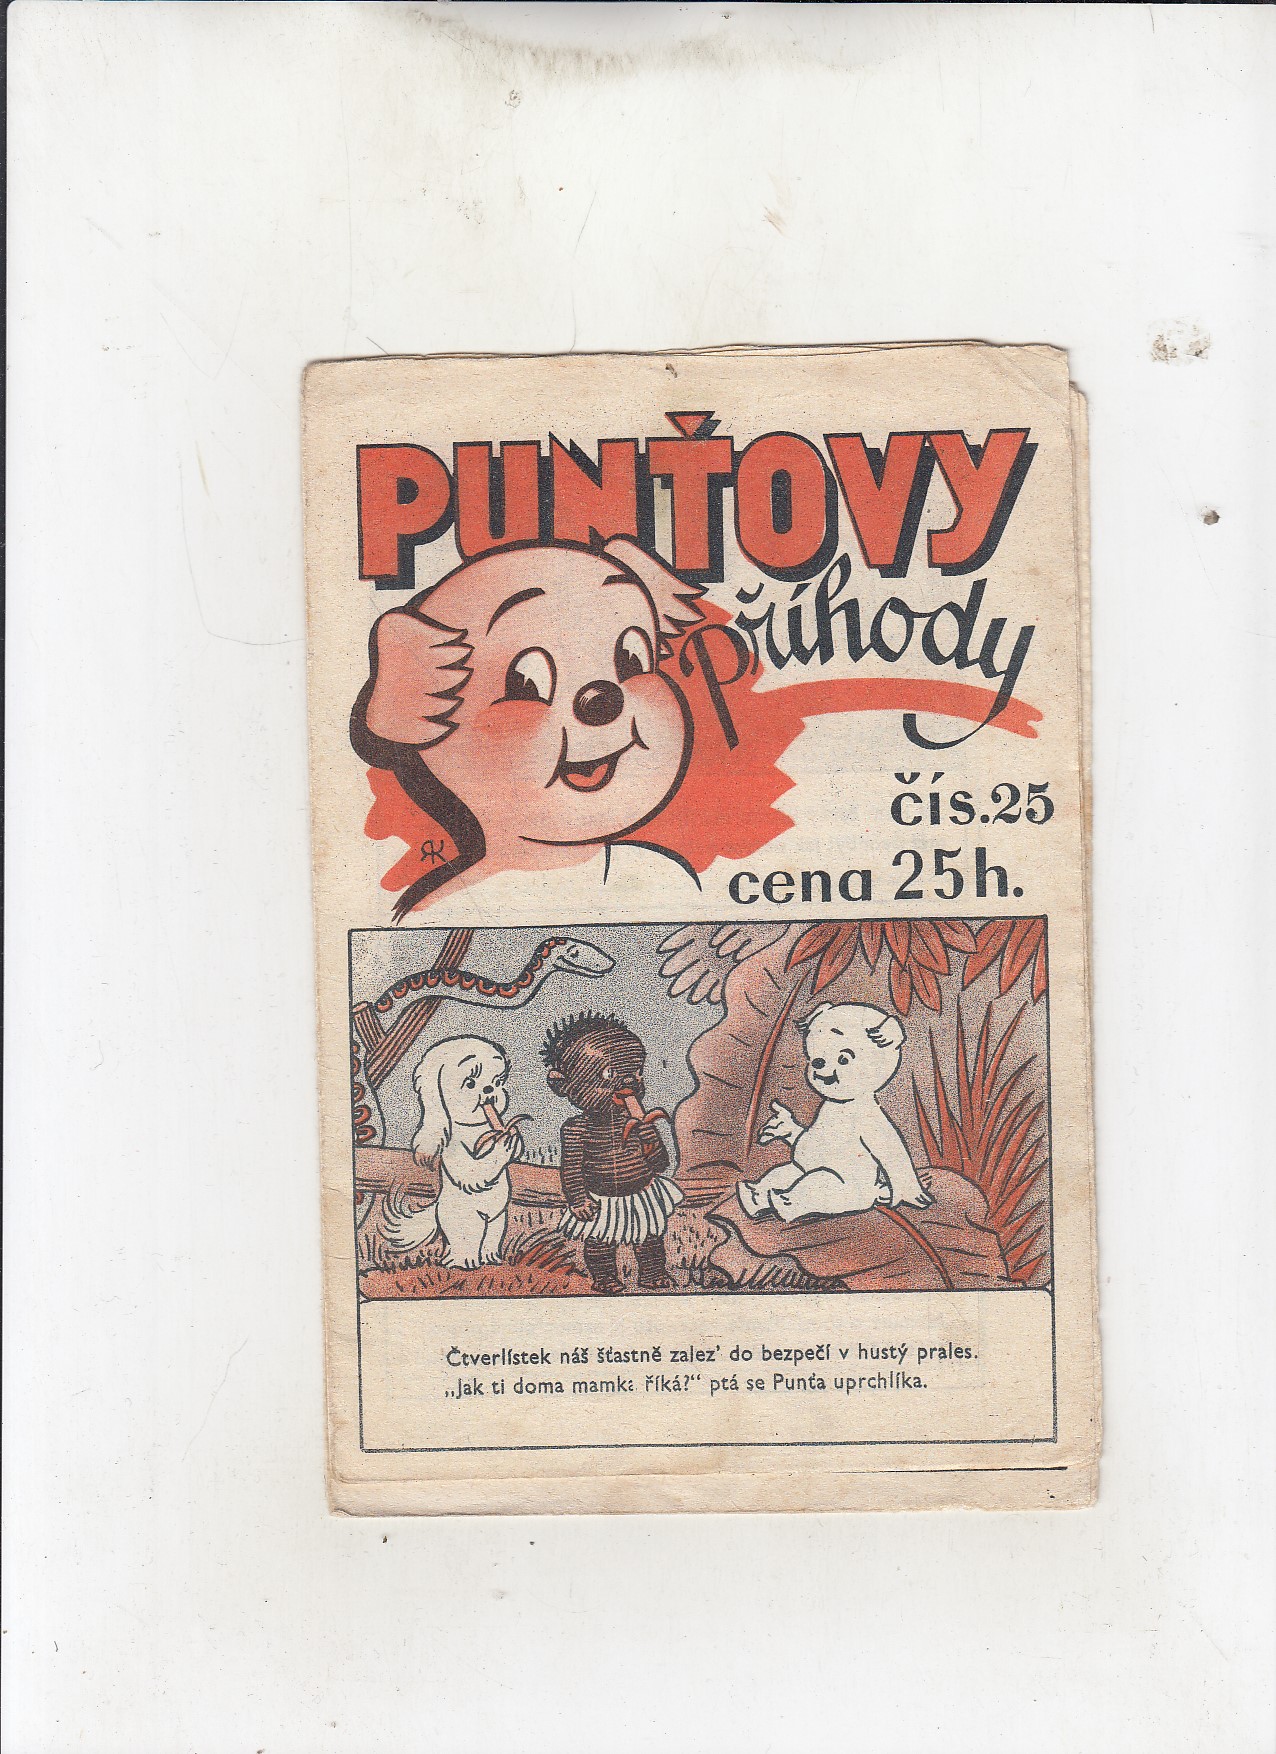 PUNŤOVY
příhody
čís.25
cena 25h.
RK
Čtverlístek náš šťastně zalez’ do bezpečí v hustý prales.
„Jak ti doma mamka říká?“ ptá se Punťa uprchlíka.